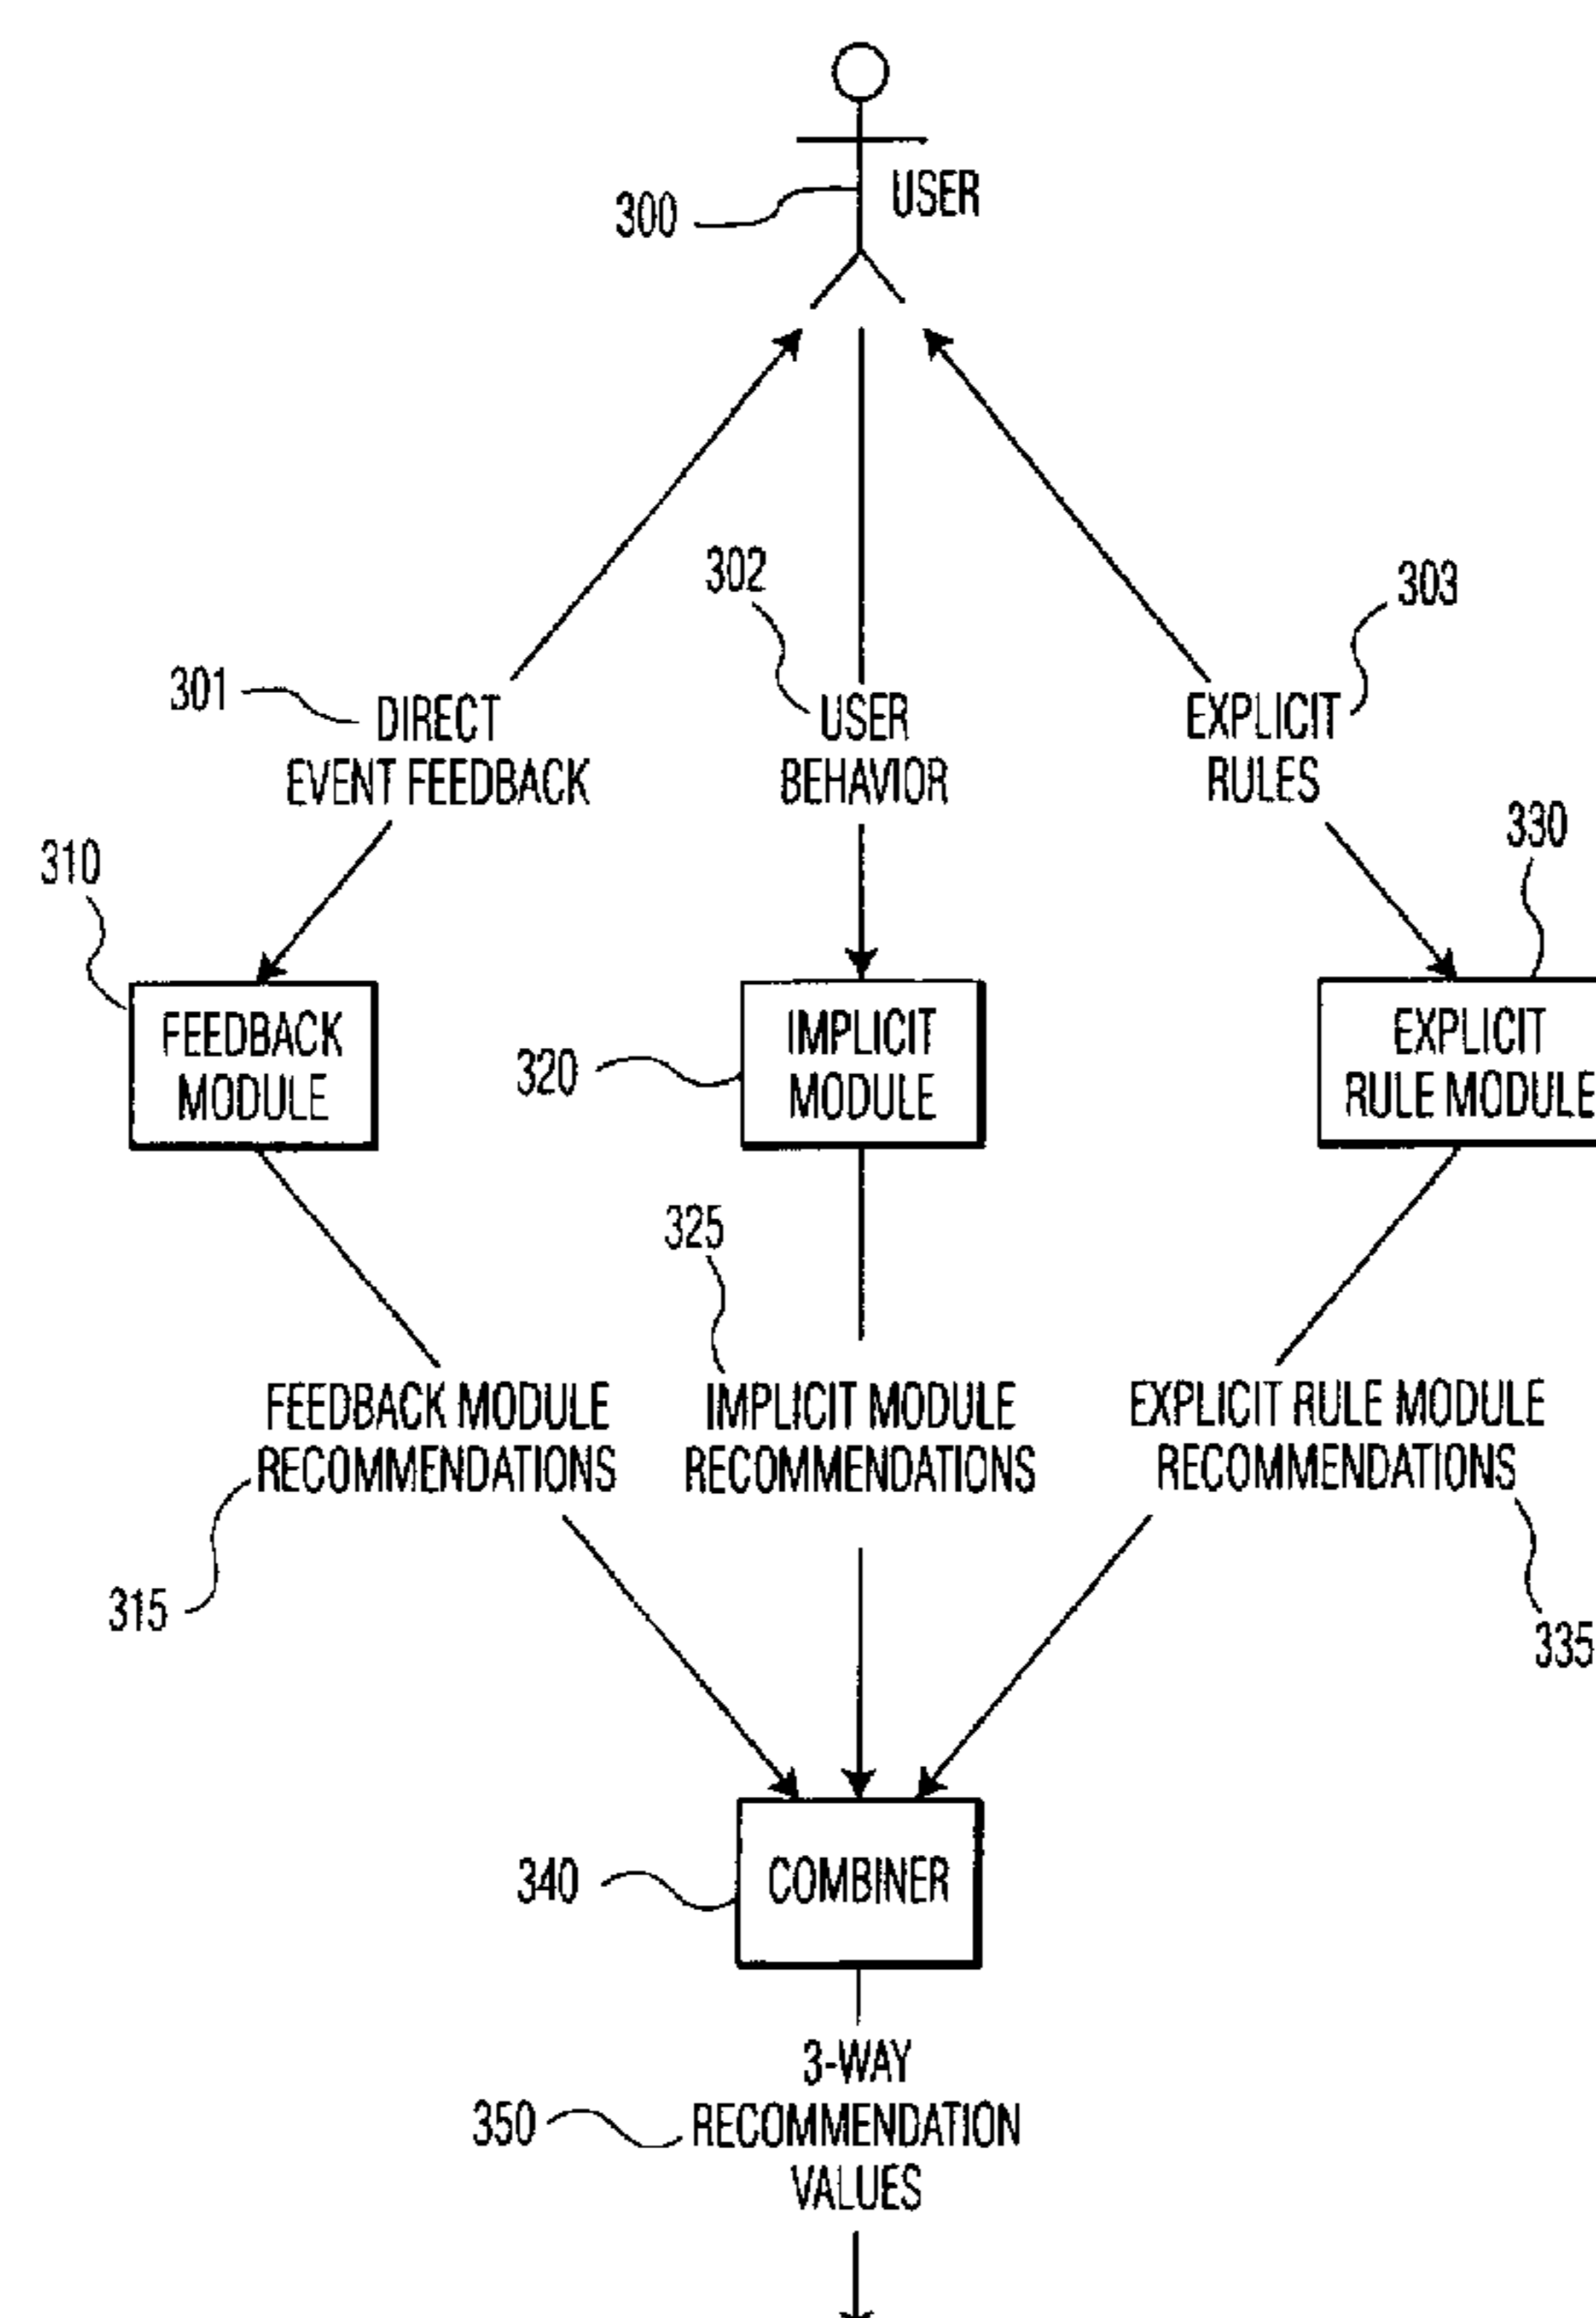 USER
300
302
303
301
DIRECT
EVENT FEEDBACK
USER
BEHAVIOR
EXPLICIT
RULES
310
330
FEEDBACK
MODULE
320
IMPLICIT
MODULE
EXPLICIT
RULE MODULE
325
FEEDBACK MODULE
RECOMMENDATIONS
IMPLICIT MODULE
RECOMMENDATIONS
EXPLICIT RULE MODULE
RECOMMENDATIONS
315
335
340
COMBINER
3-WAY
350
RECOMMENDATION
VALUES